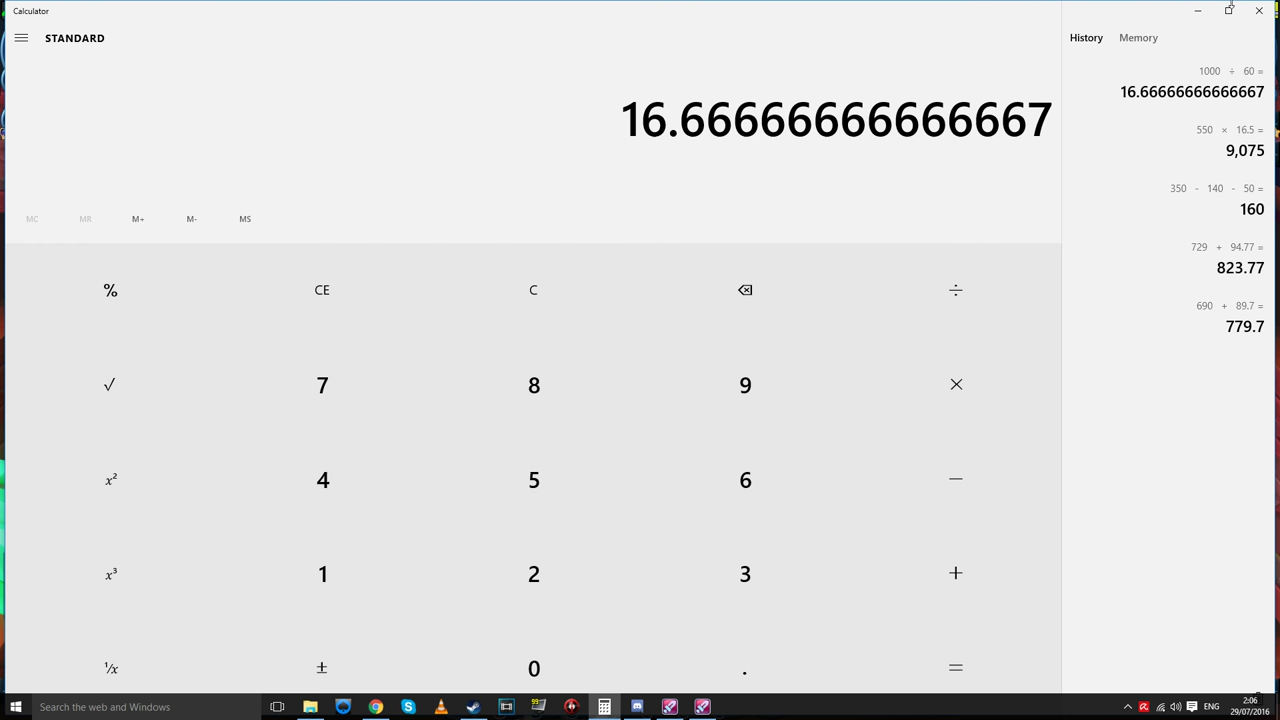 Calculator
STANDARD
History Memory
1000 ÷ 60 =
16.66666666666667
16.66666666666667
550 × 16.5 =
9,075
350 - 140 - 50 =
160
729 + 94.77 =
823.77
690 + 89.7 =
779.7
MC MR M+ M- MS
% CE C ÷
√ 7 8 9 ×
x² 4 5 6 −
x³ 1 2 3 +
¹/x ± 0 . =
Search the web and Windows
99
ENG
2:06
29/07/2016